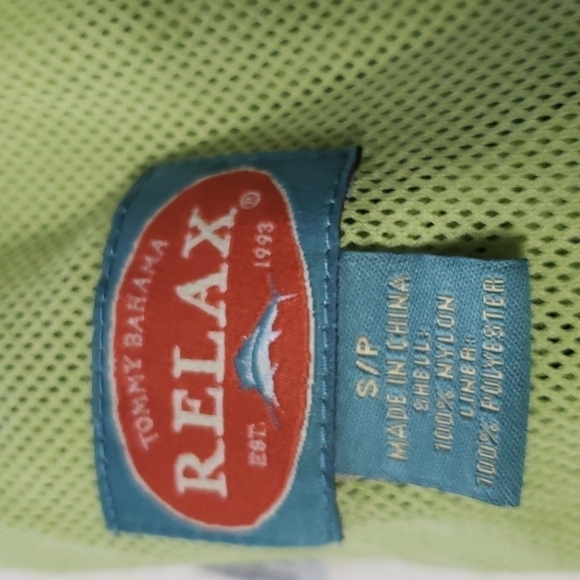 TOMMY BAHAMA
RELAX®
EST. 1993
S/P
MADE IN CHINA
SHELL:
100% NYLON
LINER:
100% POLYESTER